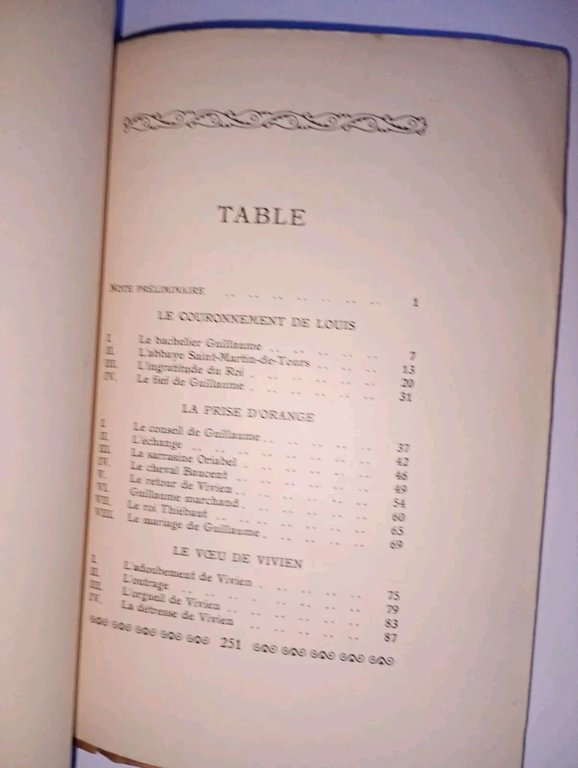 TABLE
NOTE PRÉLIMINAIRE .. .. .. .. .. .. .. 1
LE COURONNEMENT DE LOUIS
I. Le bachelier Guillaume .. .. .. .. .. 7
II. L'abbaye Saint-Martin-de-Tours .. .. .. 13
III. L'ingratitude du Roi . .. .. .. .. .. 20
IV. Le fief de Guillaume . .. .. .. .. .. 31
LA PRISE D'ORANGE
I. Le conseil de Guillaume .. .. .. .. .. 37
II. L'échange .. .. .. .. .. .. .. .. 42
III. La sarrasine Oriabel . .. .. .. .. .. 46
IV. Le cheval Baucent . .. .. .. .. .. 49
V. Le retour de Vivien . .. .. .. .. .. 54
VI. Guillaume marchand . .. .. .. .. .. 60
VII. Le roi Thiébaut .. .. .. .. .. .. 65
VIII. Le mariage de Guillaume . .. .. .. .. 69
LE VŒU DE VIVIEN
I. L'adoubement de Vivien .. .. .. .. .. 75
II. L'outrage .. .. .. .. .. .. .. 79
III. L'orgueil de Vivien .. .. .. .. .. .. 83
IV. La détresse de Vivien .. .. .. .. .. 87
251